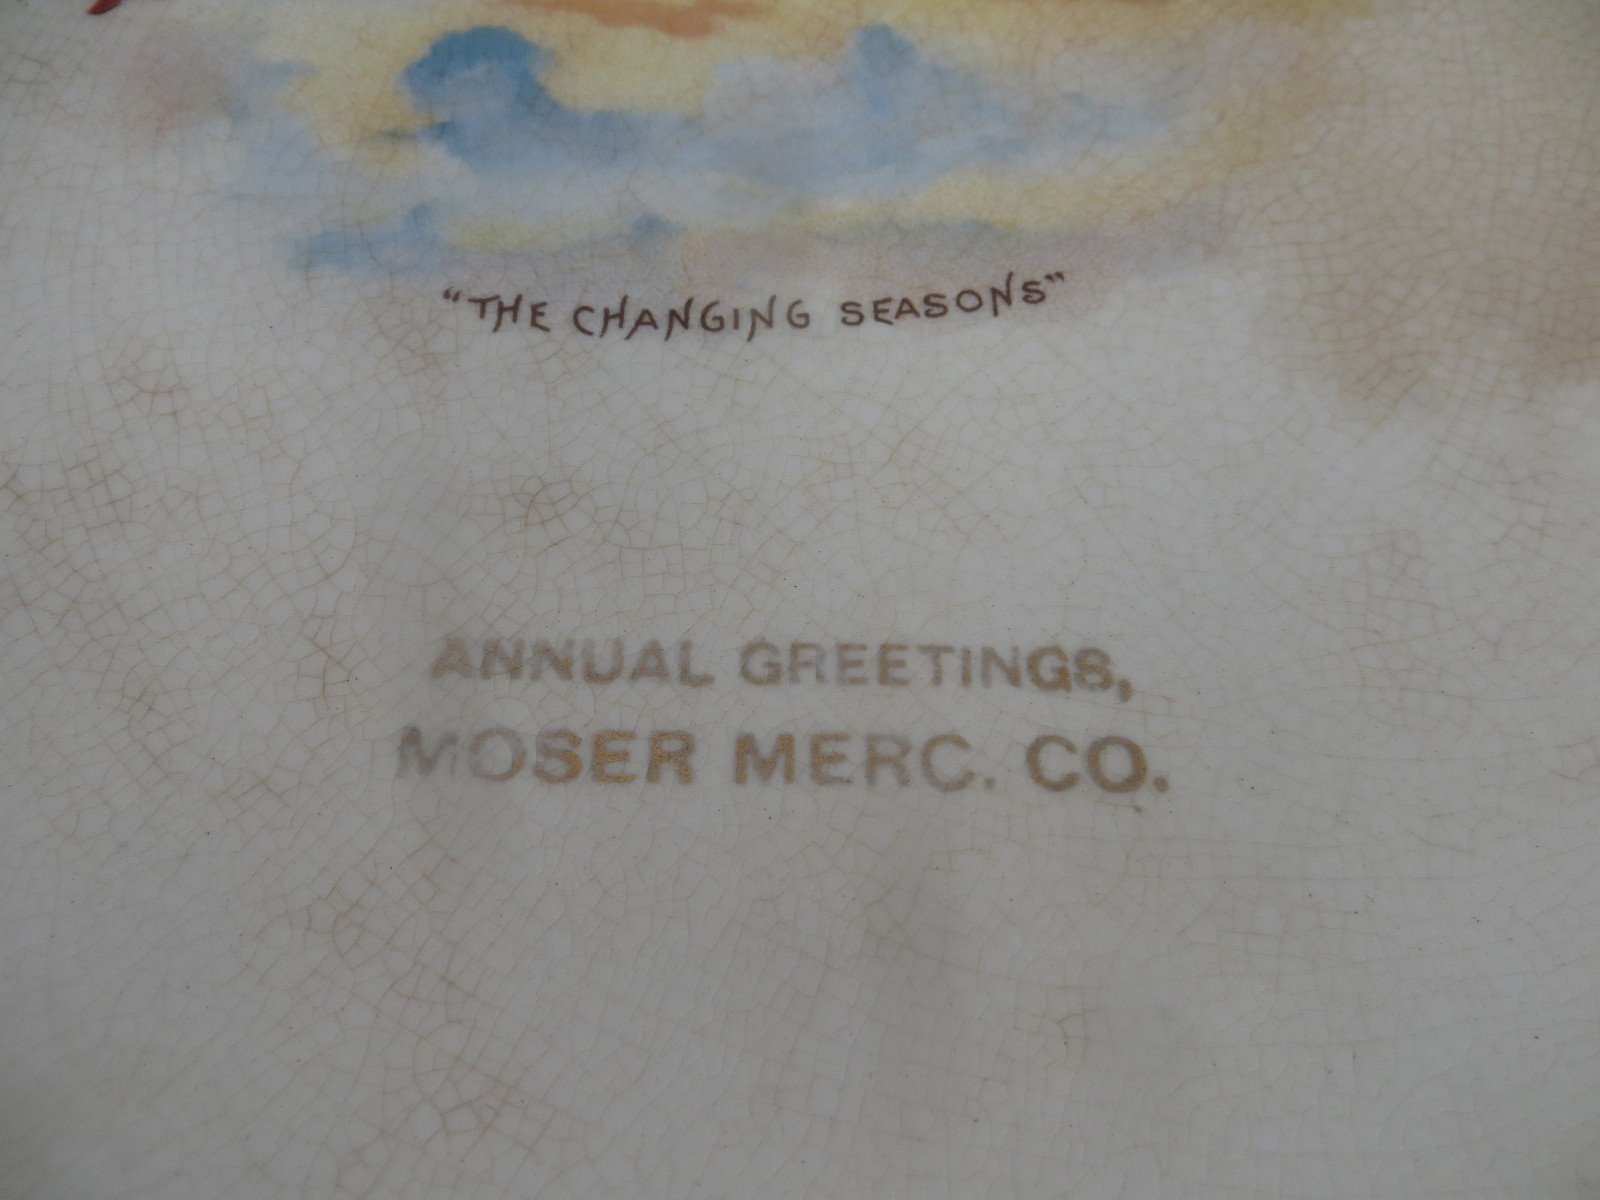 "THE CHANGING SEASONS"
ANNUAL GREETINGS,
MOSER MERC. CO.